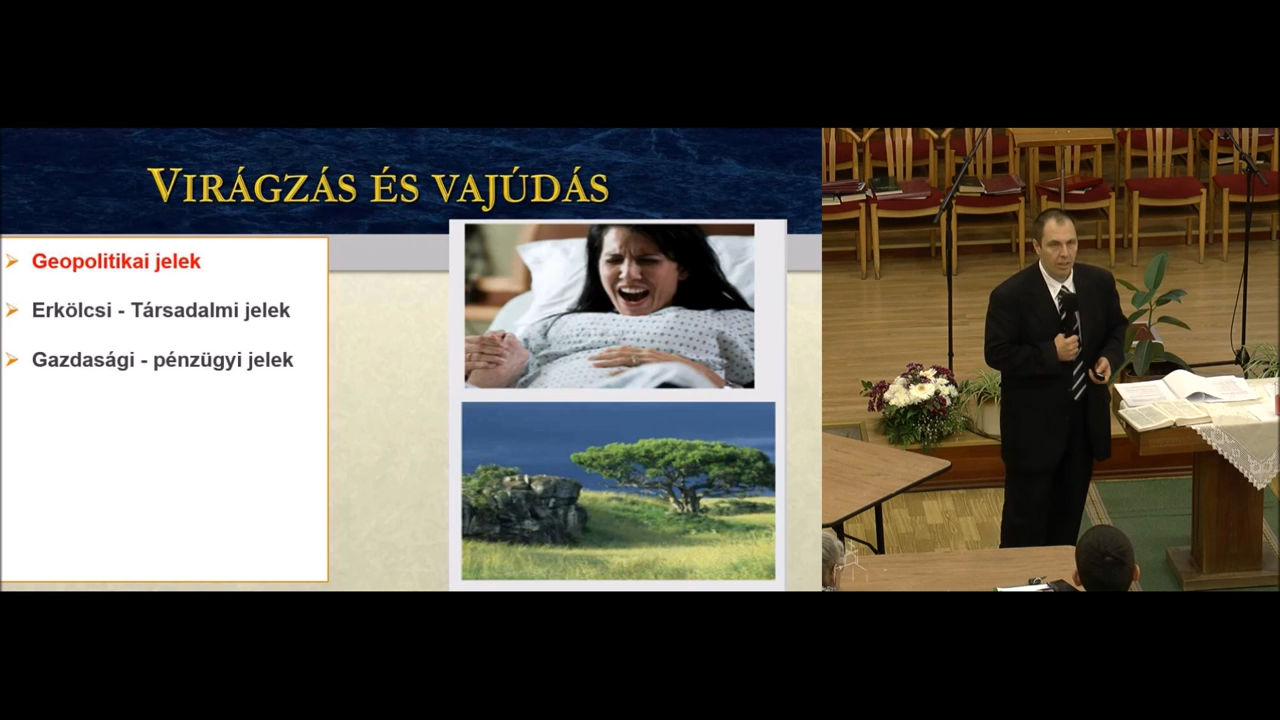 VIRÁGZÁS ÉS VAJÚDÁS
Geopolitikai jelek
Erkölcsi - Társadalmi jelek
Gazdasági - pénzügyi jelek